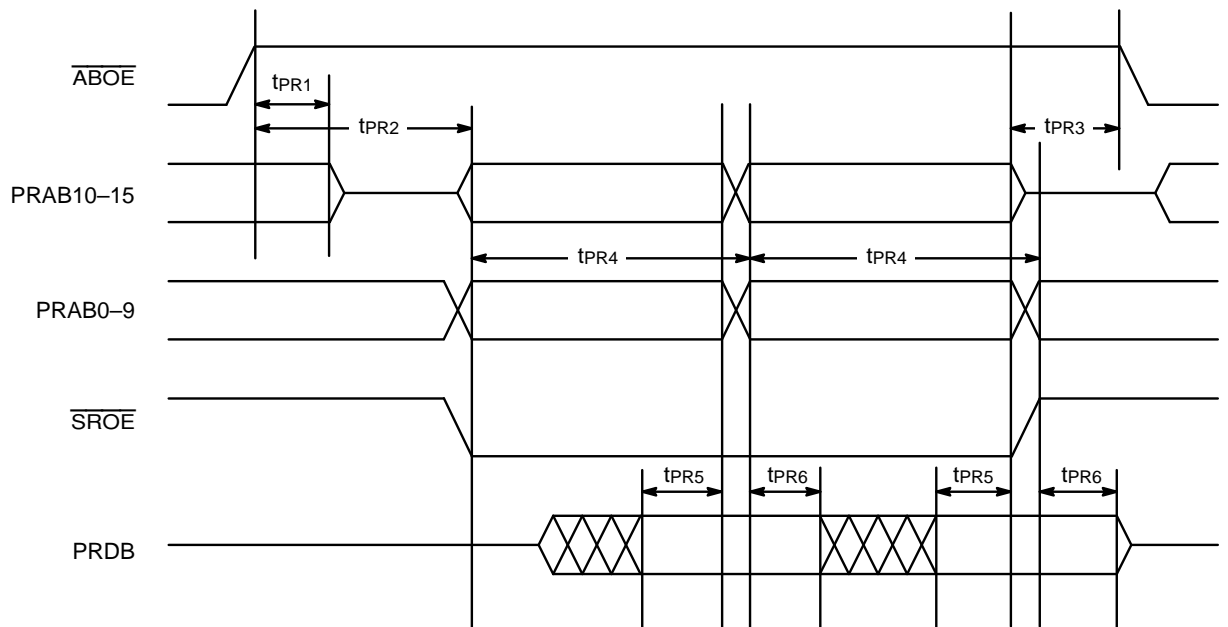 ABOE
tPR1
tPR2
tPR3
PRAB10–15
tPR4
tPR4
PRAB0–9
SROE
tPR5
tPR6
tPR5
tPR6
PRDB